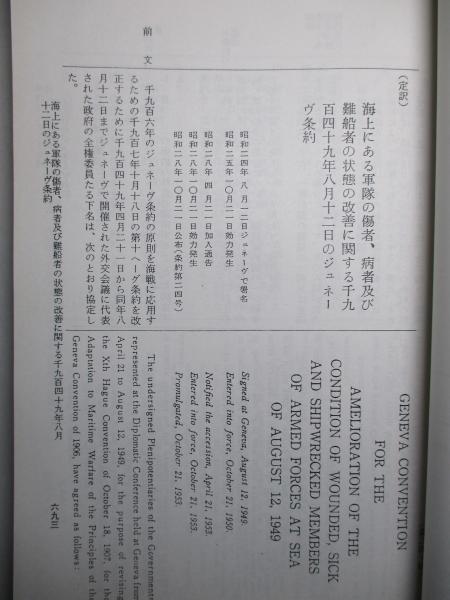 (定訳)
海上にある軍隊の傷者、病者及び
難船者の状態の改善に関する千九
百四十九年八月十二日のジュネー
ヴ条約
昭和二四年 八月一二日ジュネーヴで署名
昭和二五年一〇月二一日効力発生
昭和二八年 四月二一日加入通告
昭和二八年一〇月二一日効力発生
昭和二八年一〇月二一日公布(条約第二四号)
前文
千九百六年のジュネーヴ条約の原則を海戦に応用す
るための千九百七年十月十八日の第十ヘーグ条約を改
正するために千九百四十九年四月二十一日から同年八
月十二日までジュネーヴで開催された外交会議に代表
された政府の全権委員たる下名は、次のとおり協定し
た。
GENEVA CONVENTION
FOR THE
AMELIORATION OF THE
CONDITION OF WOUNDED, SICK
AND SHIPWRECKED MEMBERS
OF ARMED FORCES AT SEA
OF AUGUST 12, 1949
Signed at Geneva, August 12, 1949.
Entered into force, October 21, 1950.
Notified the accession, April 21, 1953.
Entered into force, October 21, 1953.
Promulgated, October 21, 1953.
The undersigned Plenipotentiaries of the Governments
represented at the Diplomatic Conference held at Geneva from
April 21 to August 12, 1949, for the purpose of revising
the Xth Hague Convention of October 18, 1907, for the
Adaptation to Maritime Warfare of the Principles of the
Geneva Convention of 1906, have agreed as follows:
海上にある軍隊の傷者、病者及び難船者の状態の改善に関する千九百四十九年八月
十二日のジュネーヴ条約
六九三